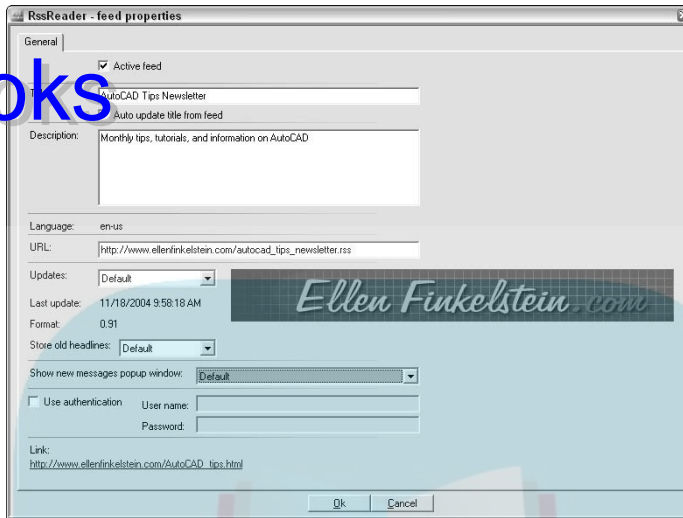 RssReader - feed properties
General
Active feed
oks
AutoCAD Tips Newsletter
Auto update title from feed
Description:
Monthly tips, tutorials, and information on AutoCAD
Language: en-us
URL: http://www.ellenfinkelstein.com/autocad_tips_newsletter.rss
Updates: Default
Ellen Finkelstein.com
Last update: 11/18/2004 9:58:18 AM
Format: 0.91
Store old headlines: Default
Show new messages popup window: Default
Use authentication User name:
Password:
Link:
http://www.ellenfinkelstein.com/AutoCAD_tips.html
Ok Cancel